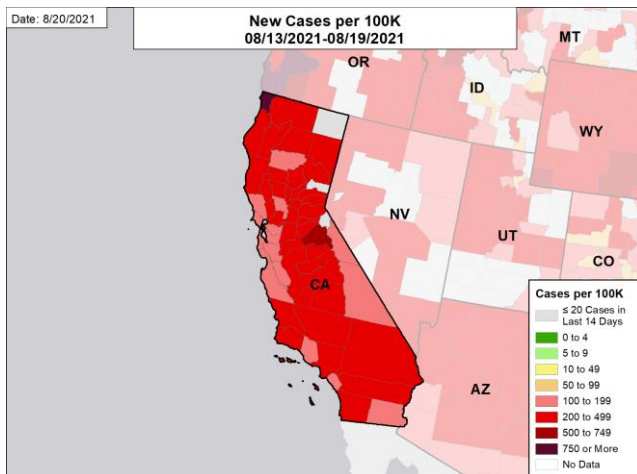 Date: 8/20/2021
New Cases per 100K
08/13/2021-08/19/2021
MT
OR
ID
WY
NV
UT
CO
CA
AZ
Cases per 100K
≤ 20 Cases in
Last 14 Days
0 to 4
5 to 9
10 to 49
50 to 99
100 to 199
200 to 499
500 to 749
750 or More
No Data